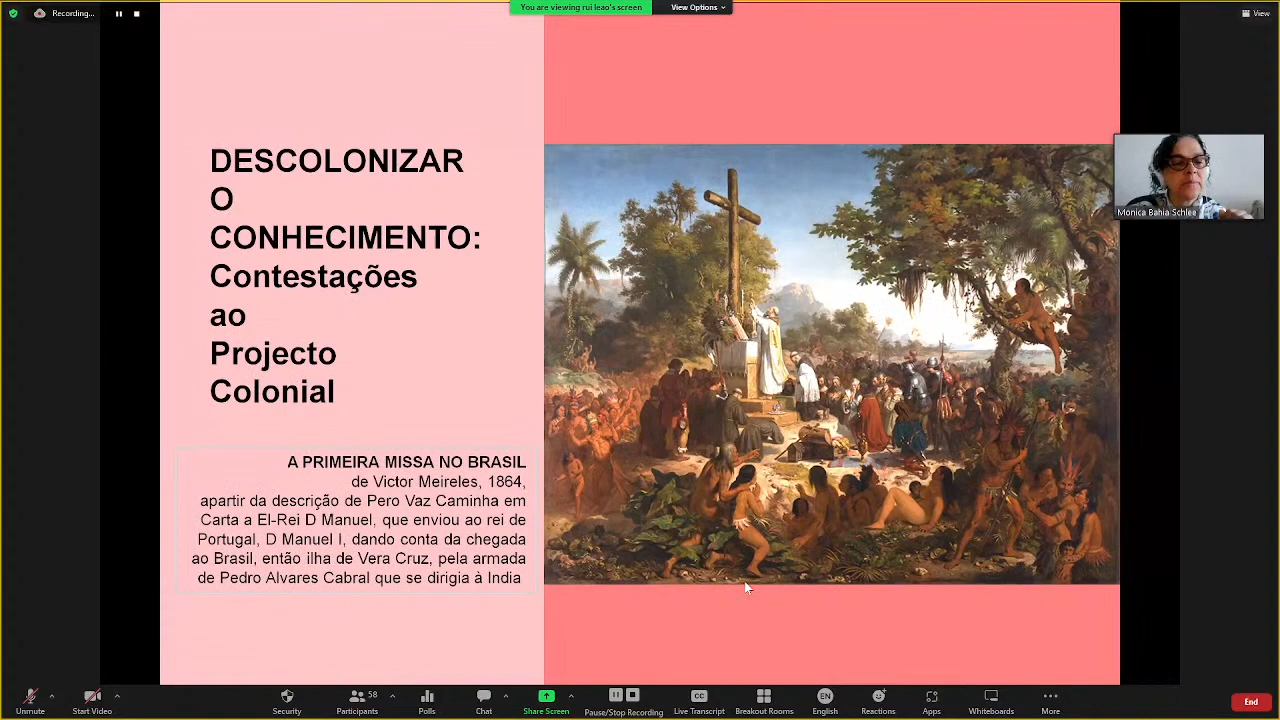 Recording...
You are viewing rui leao's screen
View Options
View
DESCOLONIZAR
O
CONHECIMENTO:
Contestações
ao
Projecto
Colonial
A PRIMEIRA MISSA NO BRASIL
de Victor Meireles, 1864,
apartir da descrição de Pero Vaz Caminha em
Carta a El-Rei D Manuel, que enviou ao rei de
Portugal, D Manuel I, dando conta da chegada
ao Brasil, então ilha de Vera Cruz, pela armada
de Pedro Alvares Cabral que se dirigia à India
Monica Bahia Schlee
Unmute
Start Video
Security
58
Participants
Polls
Chat
Share Screen
Pause/Stop Recording
CC
Live Transcript
Breakout Rooms
EN
English
Reactions
Apps
Whiteboards
More
End